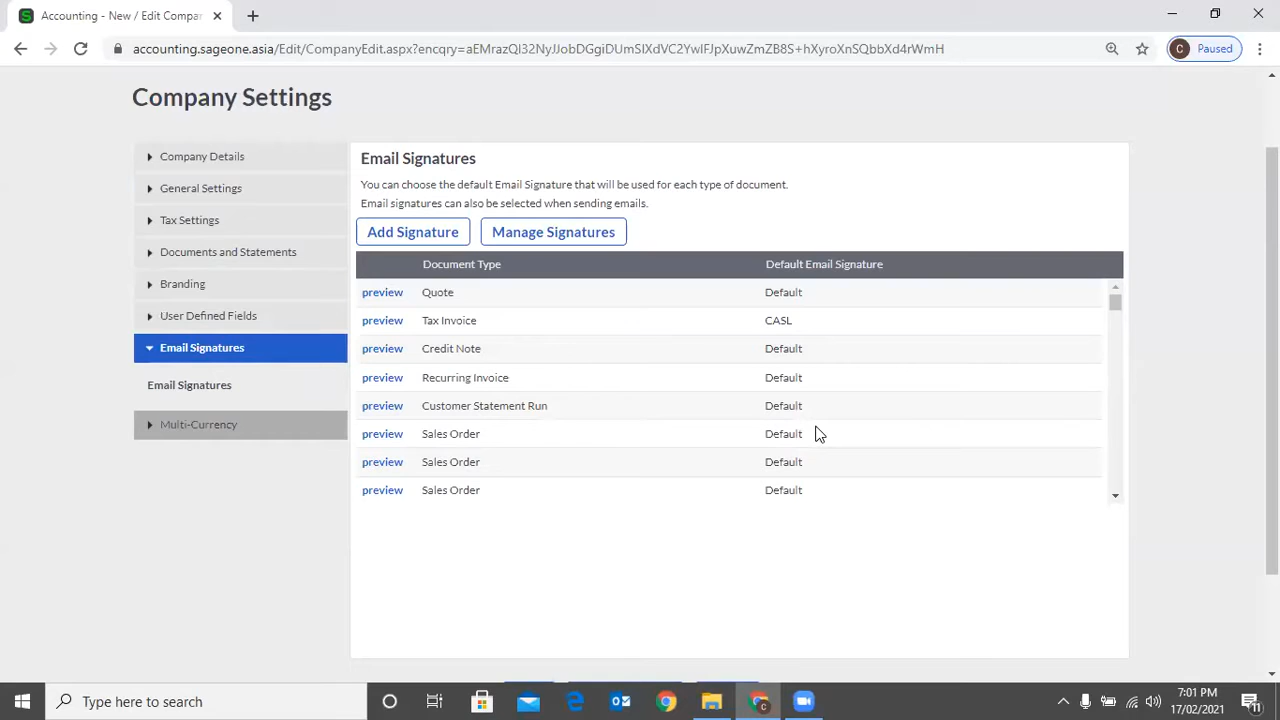 Accounting - New / Edit Compa
accounting.sageone.asia/Edit/CompanyEdit.aspx?encqry=aEMrazQl32NyJJobDGgiDUmSIXdVC2YwIFJpXuwZmZB8S+hXyroXnSQbbXd4rWmH
C
Paused
Company Settings
Company Details
General Settings
Tax Settings
Documents and Statements
Branding
User Defined Fields
Email Signatures
Email Signatures
Multi-Currency
Email Signatures
You can choose the default Email Signature that will be used for each type of document.
Email signatures can also be selected when sending emails.
Add Signature
Manage Signatures
Document Type Default Email Signature
preview Quote Default
preview Tax Invoice CASL
preview Credit Note Default
preview Recurring Invoice Default
preview Customer Statement Run Default
preview Sales Order Default
preview Sales Order Default
preview Sales Order Default
Type here to search
7:01 PM
17/02/2021
11